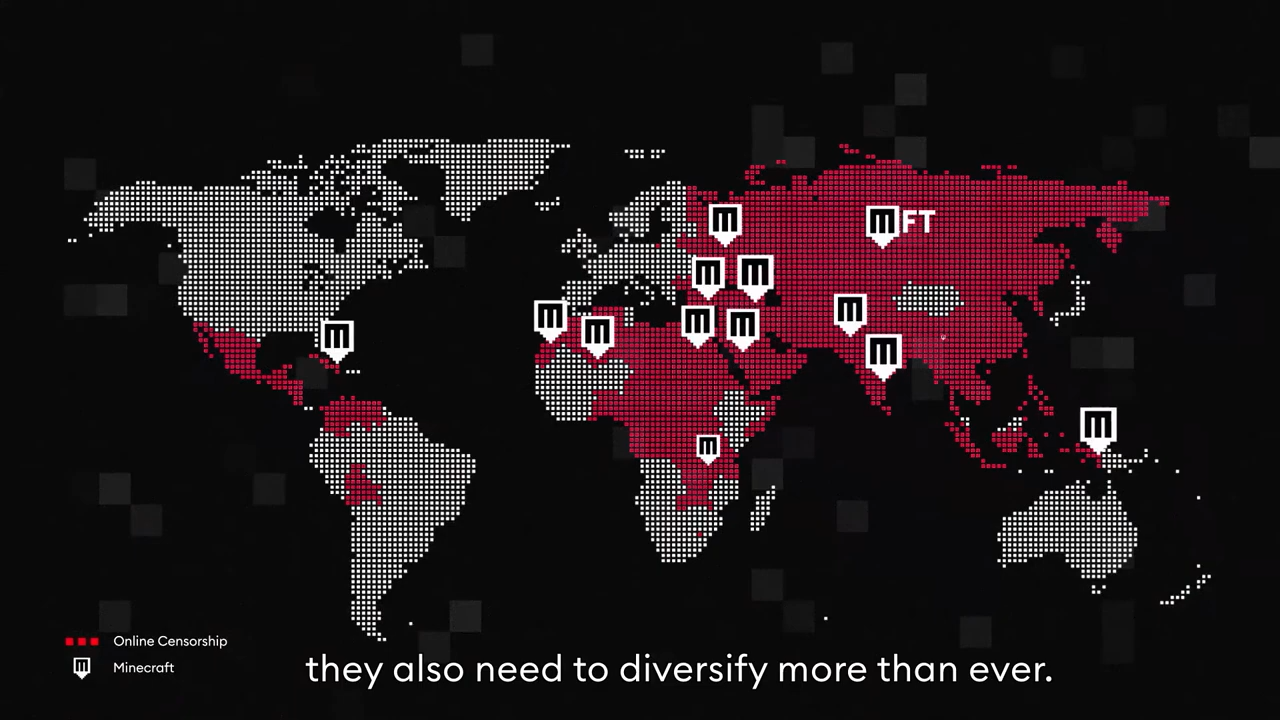 FT
Online Censorship
Minecraft
they also need to diversify more than ever.